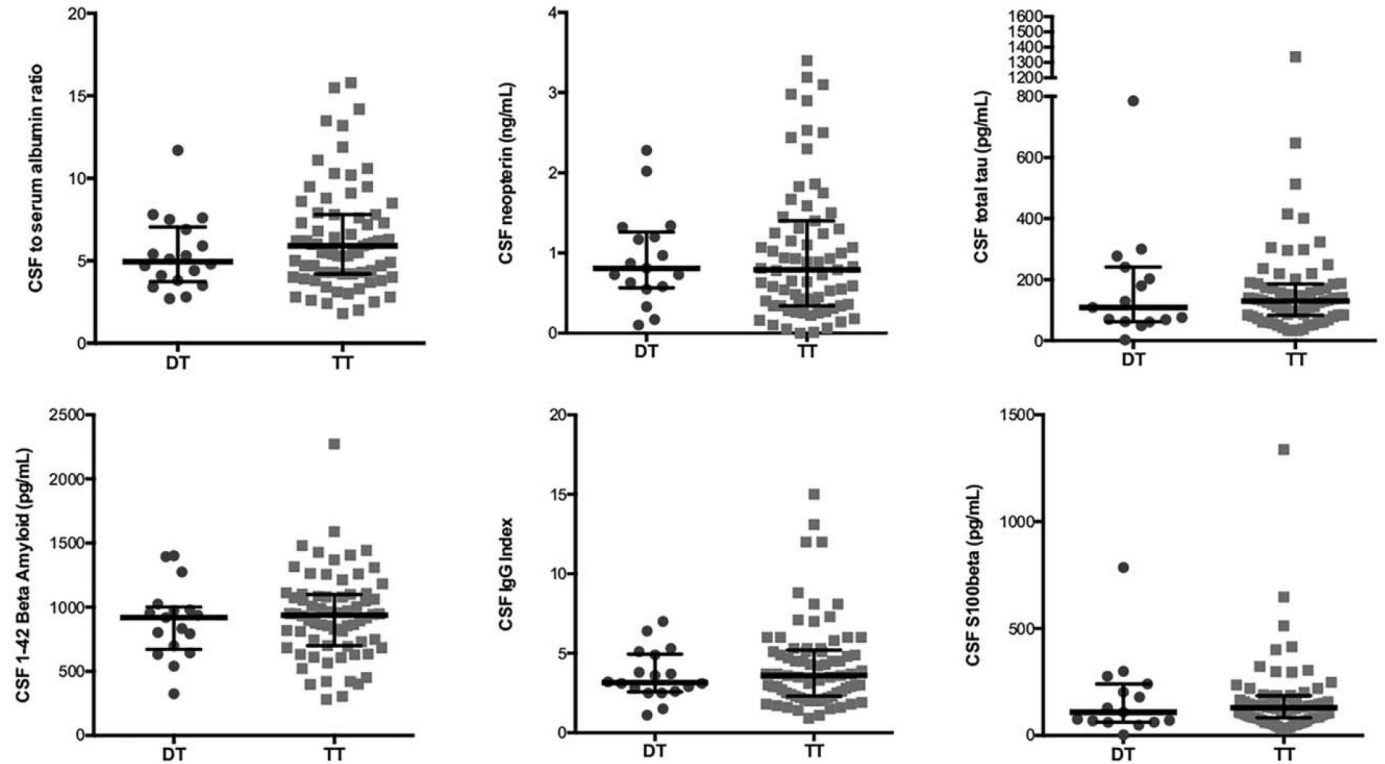 CSF to serum albumin ratio
20
15
10
5
0
DT TT
CSF neopterin (ng/mL)
4
3
2
1
0
DT TT
CSF total tau (pg/mL)
1600
1500
1400
1300
1200
800
600
400
200
0
DT TT
CSF 1-42 Beta Amyloid (pg/mL)
2500
2000
1500
1000
500
0
DT TT
CSF IgG Index
20
15
10
5
0
DT TT
CSF S100beta (pg/mL)
1500
1000
500
0
DT TT